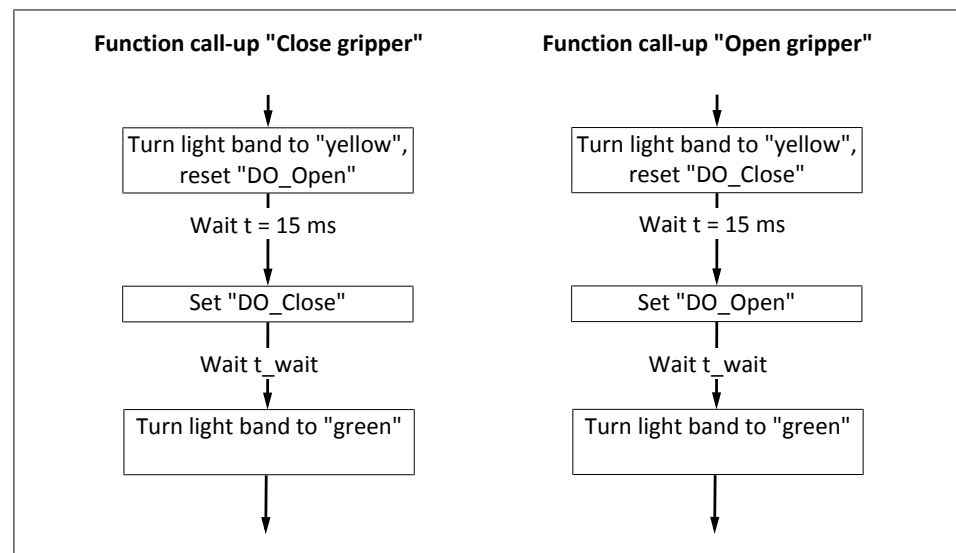 Function call-up "Close gripper"
Turn light band to "yellow",
reset "DO_Open"
Wait t = 15 ms
Set "DO_Close"
Wait t_wait
Turn light band to "green"
Function call-up "Open gripper"
Turn light band to "yellow",
reset "DO_Close"
Wait t = 15 ms
Set "DO_Open"
Wait t_wait
Turn light band to "green"